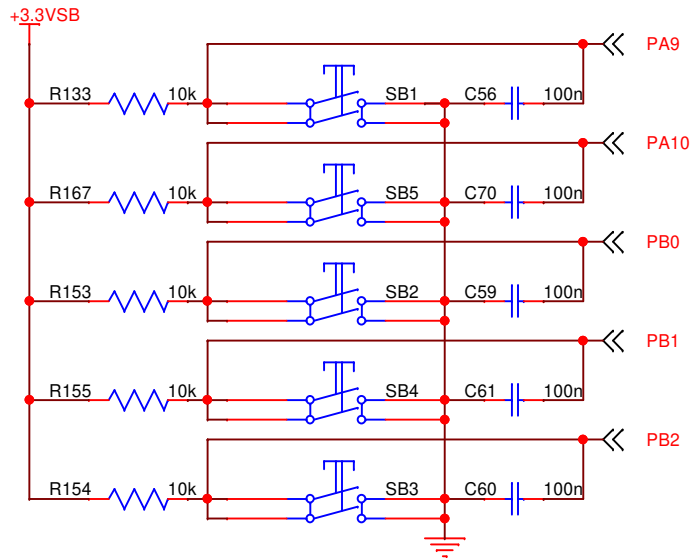 +3.3VSB
PA9
R133 10k SB1 C56 100n
PA10
R167 10k SB5 C70 100n
PB0
R153 10k SB2 C59 100n
PB1
R155 10k SB4 C61 100n
PB2
R154 10k SB3 C60 100n